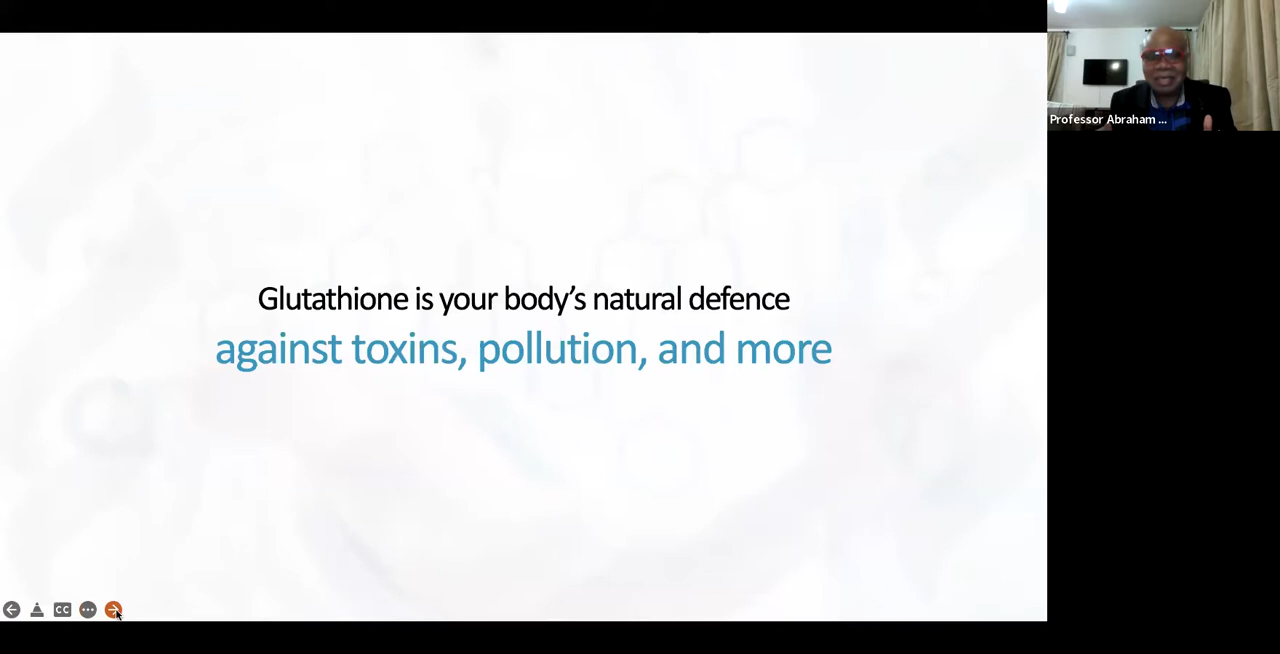 Glutathione is your body’s natural defence
against toxins, pollution, and more
Professor Abraham ...
CC